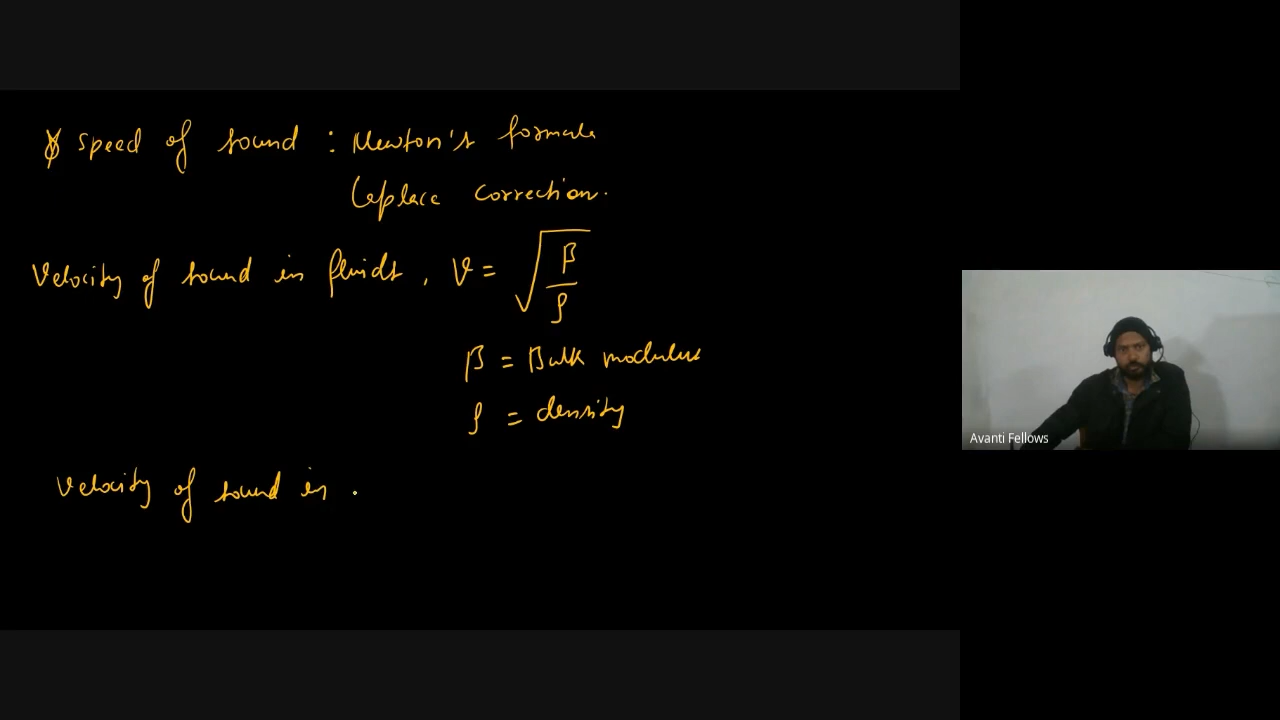 * Speed of sound : Newton's formula
Laplace correction.
Velocity of sound in fluids, v = √(β/ρ)
β = Bulk modulus
ρ = density
Velocity of sound in .
Avanti Fellows